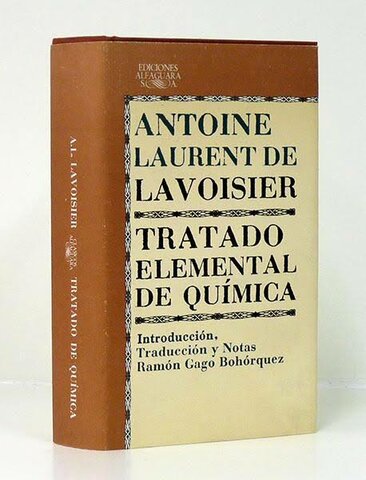 EDICIONES
ALFAGUARA
S.A.
ANTOINE
LAURENT DE
LAVOISIER
TRATADO
ELEMENTAL
DE QUÍMICA
Introducción,
Traducción y Notas
Ramón Gago Bohórquez
A.L. LAVOISIER TRATADO DE QUÍMICA